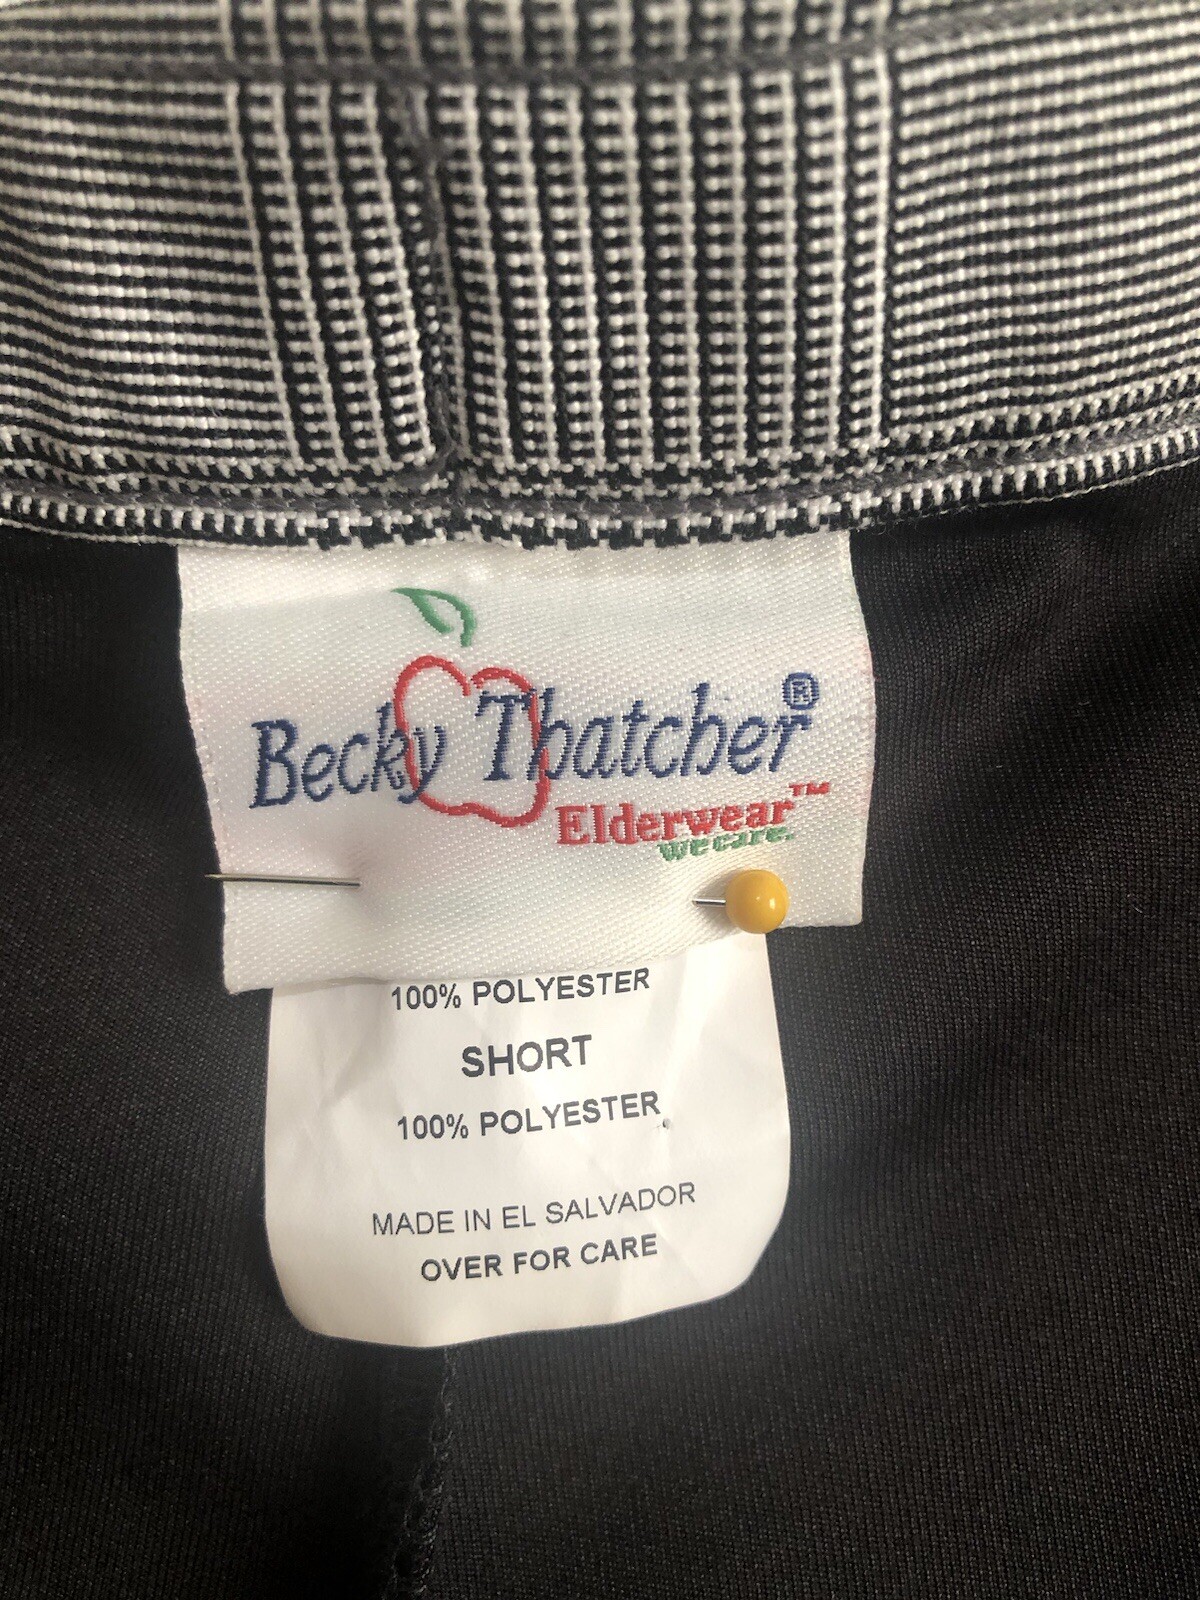 Becky Thatcher®
Elderwear™
we care.
100% POLYESTER
SHORT
100% POLYESTER
MADE IN EL SALVADOR
OVER FOR CARE